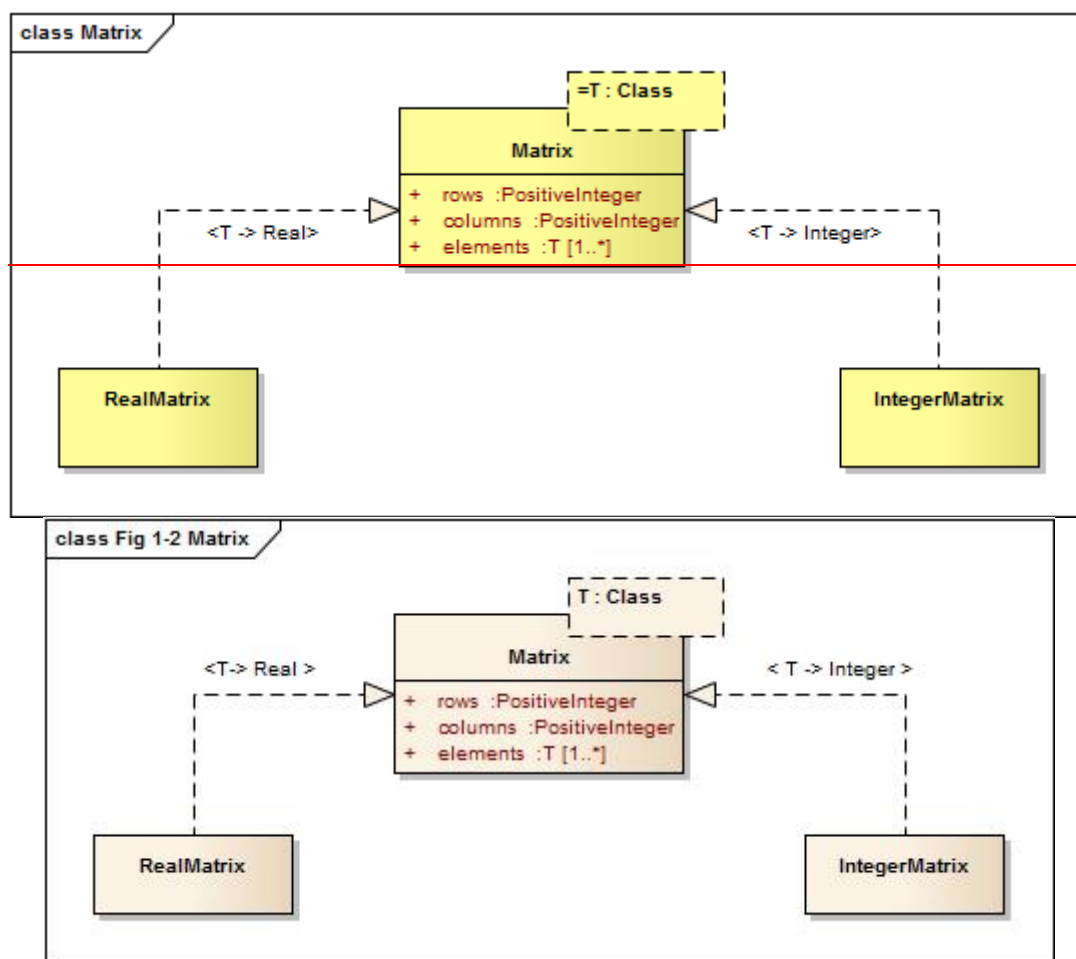 class Matrix
=T : Class
Matrix
+ rows :PositiveInteger
+ columns :PositiveInteger
+ elements :T [1..*]
<T -> Real>
<T -> Integer>
RealMatrix
IntegerMatrix
class Fig 1-2 Matrix
T : Class
Matrix
<T-> Real >
< T -> Integer >
+ rows :PositiveInteger
+ columns :PositiveInteger
+ elements :T [1..*]
RealMatrix
IntegerMatrix